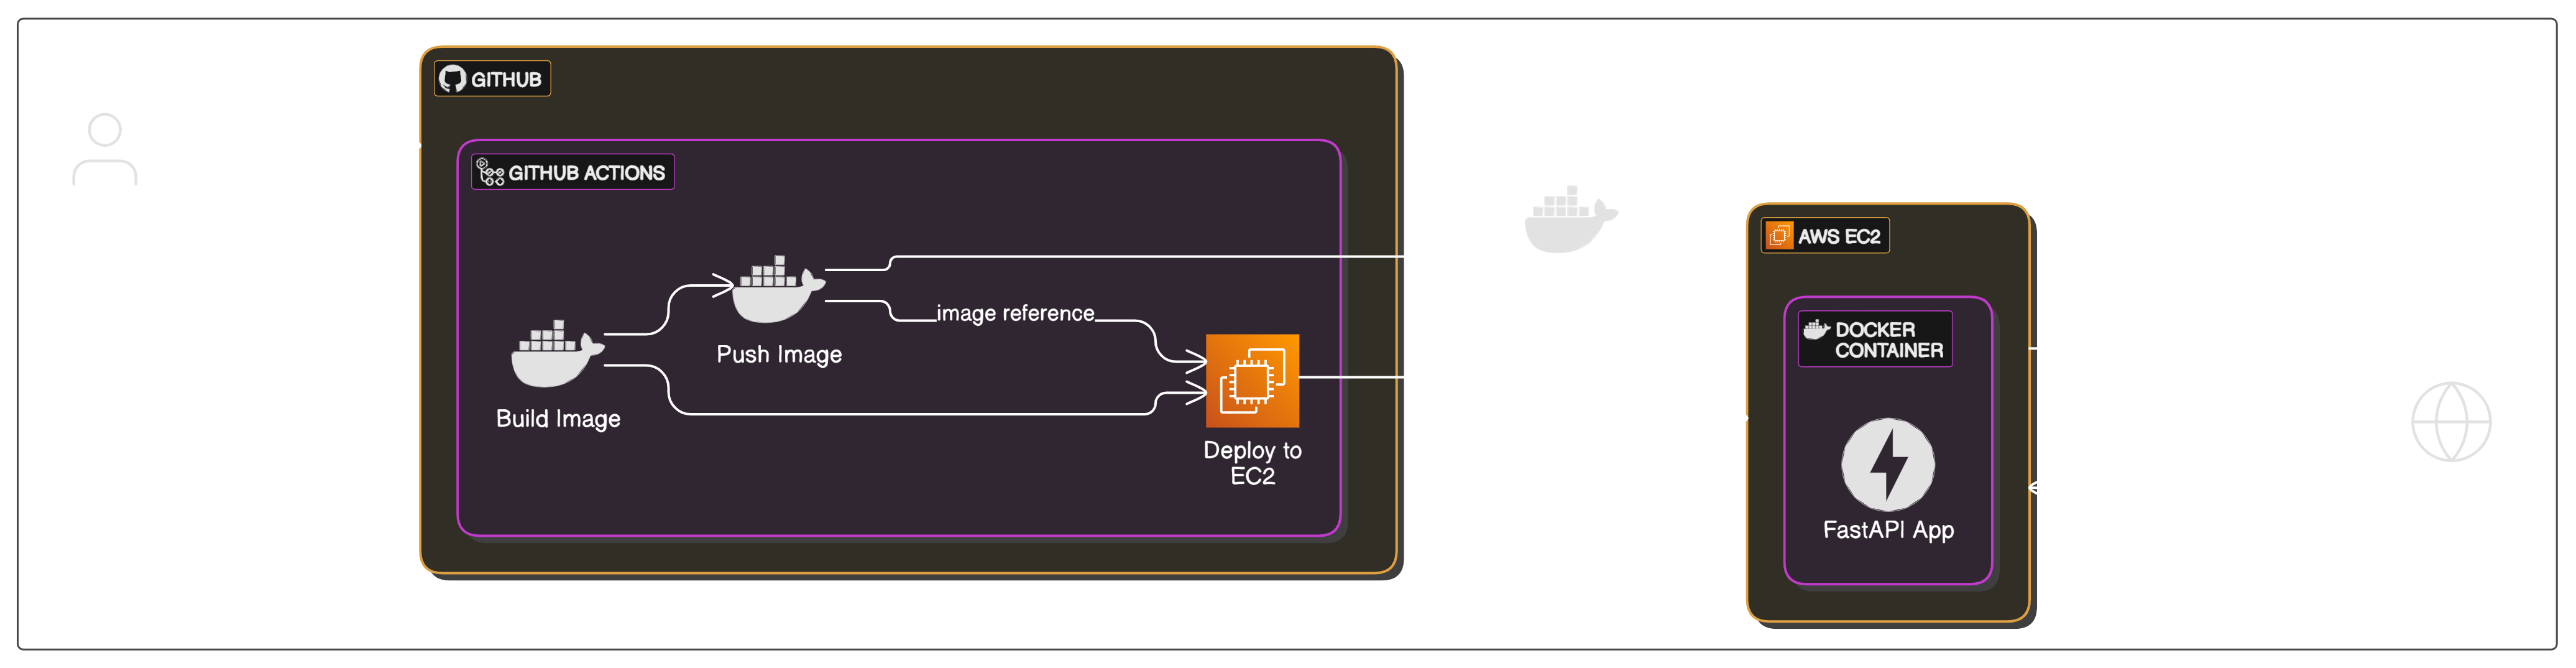 GITHUB
GITHUB ACTIONS
Build Image
Push Image
image reference
Deploy to
EC2
AWS EC2
DOCKER
CONTAINER
FastAPI App